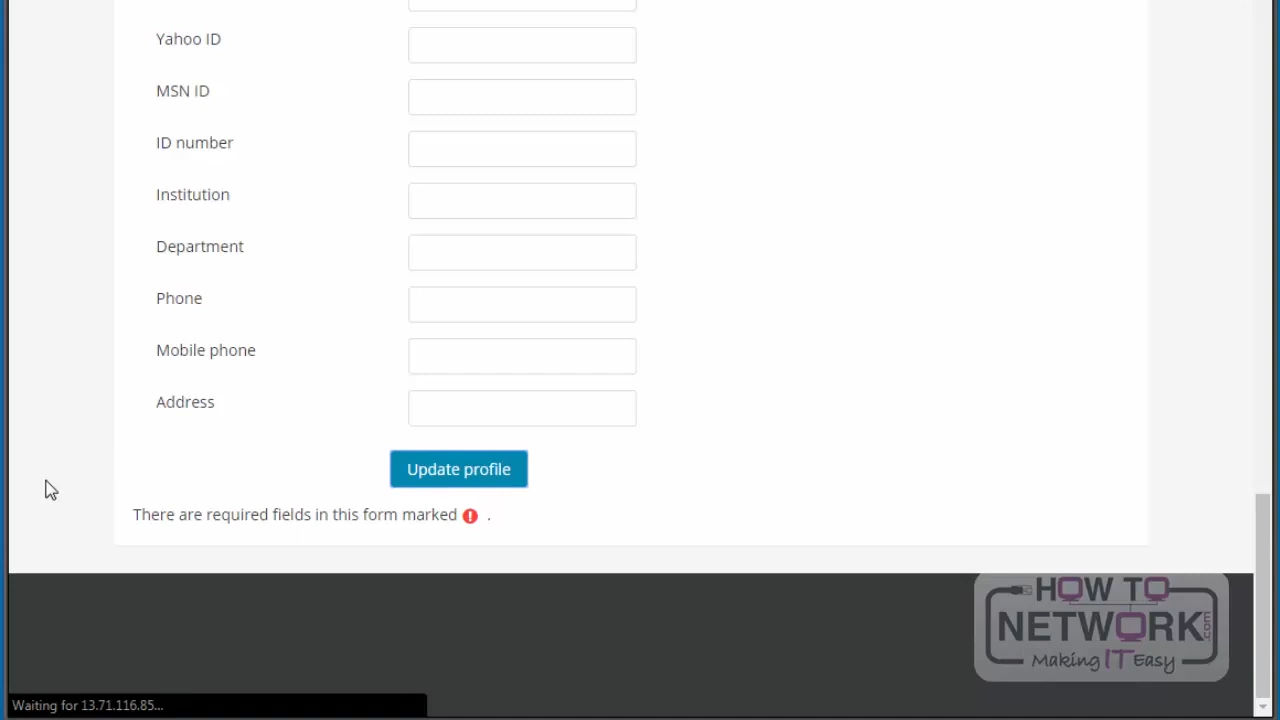 Yahoo ID
MSN ID
ID number
Institution
Department
Phone
Mobile phone
Address
Update profile
There are required fields in this form marked ! .
HOW TO
NETWORK.com
Making IT Easy
Waiting for 13.71.116.85...